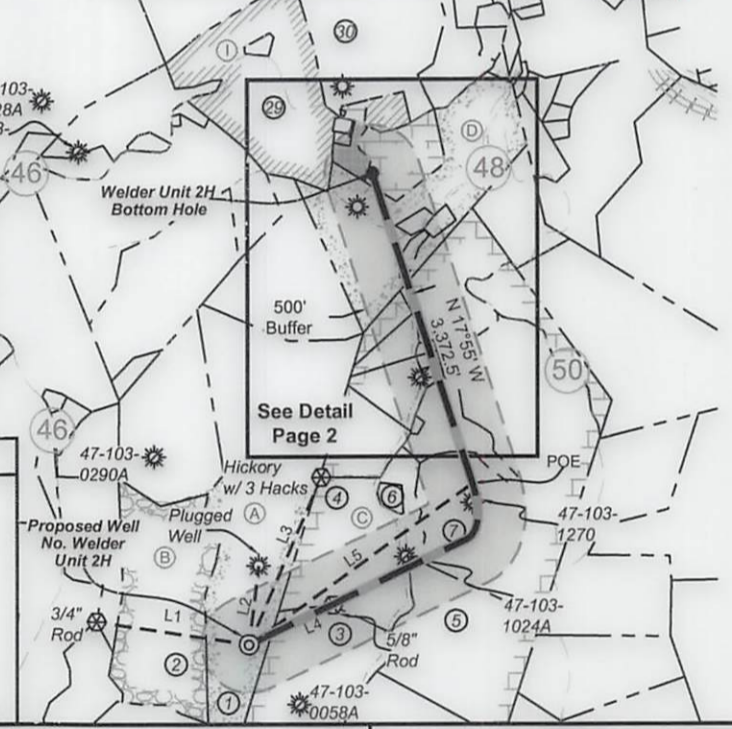 30
I
103-
28A
29
D
46
48
Welder Unit 2H
Bottom Hole
500'
Buffer
N 17°55' W
3,372.5'
50
See Detail
Page 2
46
47-103-
0290A
Hickory
w/ 3 Hacks
POE
4
6
Plugged
Well
A
C
L3
47-103-
1270
Proposed Well
No. Welder
Unit 2H
B
7
L5
3/4"
Rod
L1
L2
L4
47-103-
1024A
3
5
5/8"
Rod
2
1
47-103-
0058A